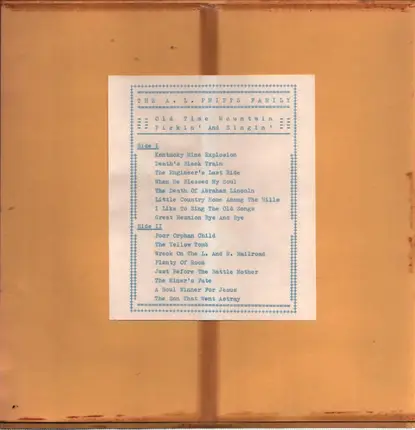 THE A. L. PHIPPS FAMILY
Old Time Mountain
Pickin' And Singin'
Side I
Kentucky Mine Explosion
Death's Black Train
The Engineer's Last Ride
When He Blessed My Soul
The Death Of Abraham Lincoln
Little Country Home Among The Hills
I Like To Sing The Old Songs
Great Reunion Bye And Bye
Side II
Poor Orphan Child
The Yellow Tomb
Wreck On The L. And N. Railroad
Plenty Of Room
Just Before The Battle Mother
The Miner's Fate
A Soul Winner For Jesus
The Son That Went Astray